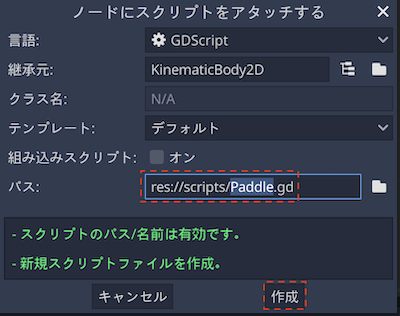 ノードにスクリプトをアタッチする
言語: GDScript
継承元: KinematicBody2D
クラス名: N/A
テンプレート: デフォルト
組み込みスクリプト: オン
パス: res://scripts/Paddle.gd
- スクリプトのパス/名前は有効です。
- 新規スクリプトファイルを作成。
キャンセル 作成